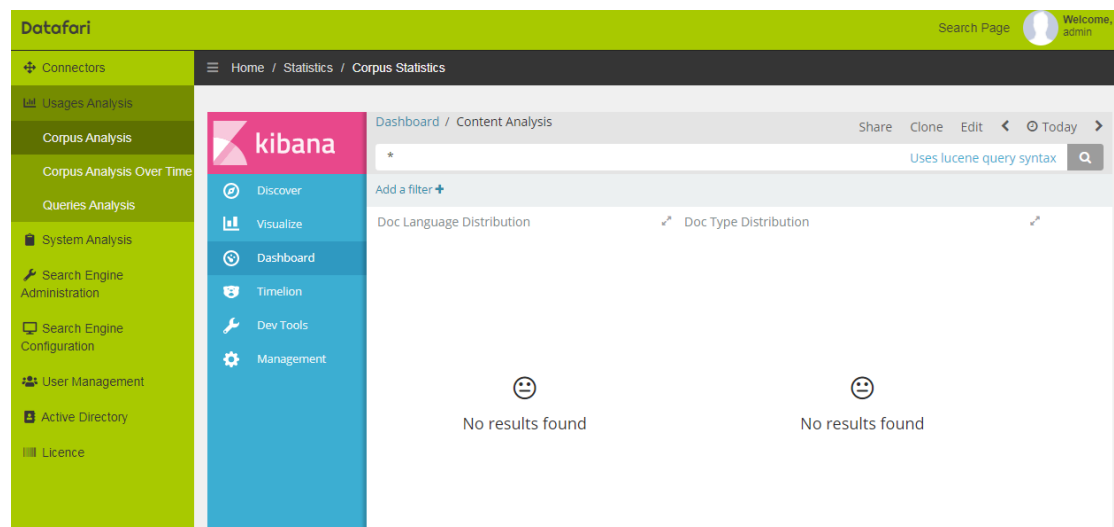 Datafari
Search Page
Welcome,
admin
Connectors
Usages Analysis
Corpus Analysis
Corpus Analysis Over Time
Queries Analysis
System Analysis
Search Engine
Administration
Search Engine
Configuration
User Management
Active Directory
Licence
Home / Statistics / Corpus Statistics
kibana
Discover
Visualize
Dashboard
Timelion
Dev Tools
Management
Dashboard / Content Analysis
Share Clone Edit Today
*
Uses lucene query syntax
Add a filter +
Doc Language Distribution
Doc Type Distribution
No results found
No results found